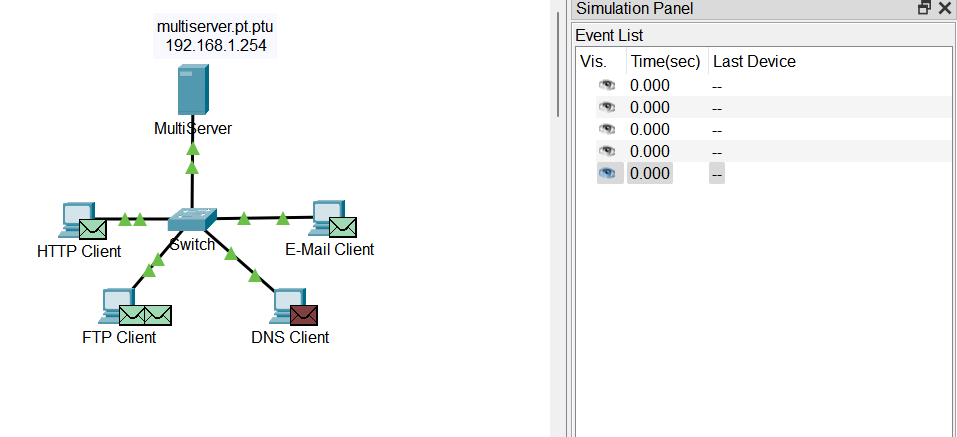 multiserver.pt.ptu
192.168.1.254
MultiServer
HTTP Client
Switch
E-Mail Client
FTP Client
DNS Client
Simulation Panel
Event List
Vis. Time(sec) Last Device
0.000 --
0.000 --
0.000 --
0.000 --
0.000 --